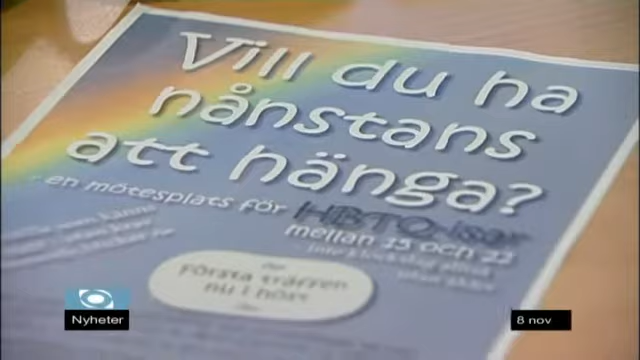 Vill du ha
nånstans
att hänga?
en mötesplats för HBTQ-isar
mellan 15 och 22
Första träffen
nu i höst
Nyheter
8 nov